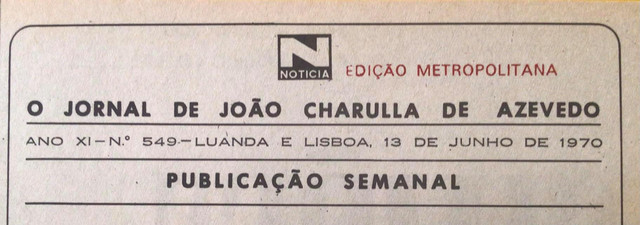 N
NOTICIA
EDIÇÃO METROPOLITANA
O JORNAL DE JOÃO CHARULLA DE AZEVEDO
ANO XI-N.º 549-LUANDA E LISBOA, 13 DE JUNHO DE 1970
PUBLICAÇÃO SEMANAL